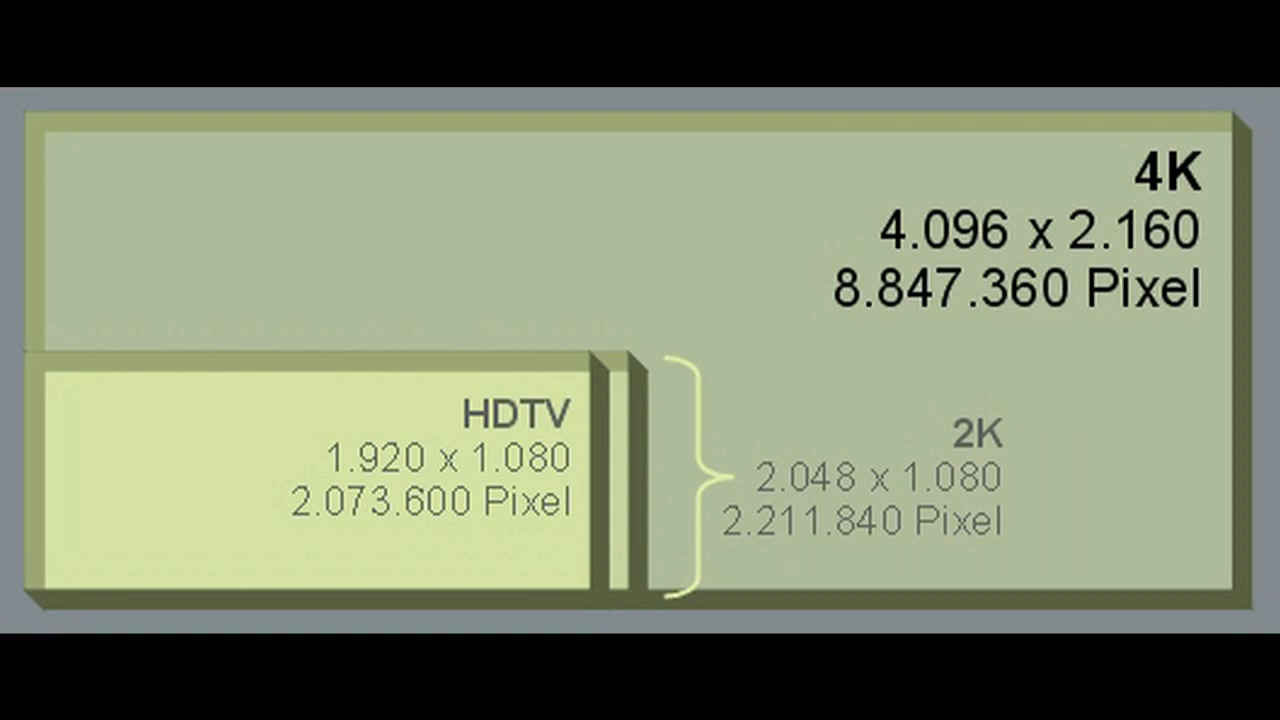 4K
4.096 x 2.160
8.847.360 Pixel
HDTV
1.920 x 1.080
2.073.600 Pixel
2K
2.048 x 1.080
2.211.840 Pixel